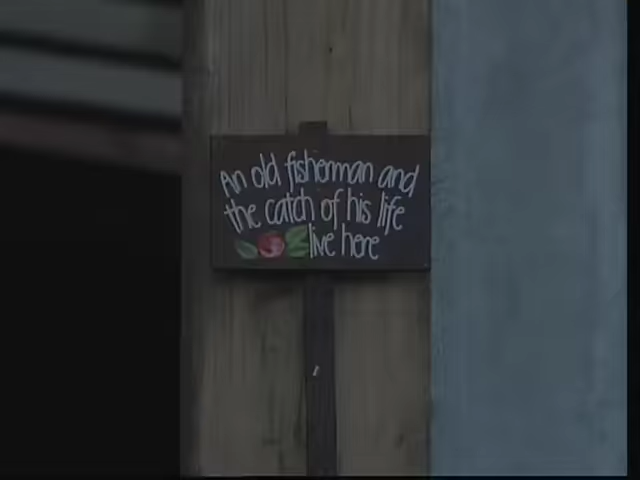 An old fisherman and
the catch of his life
live here